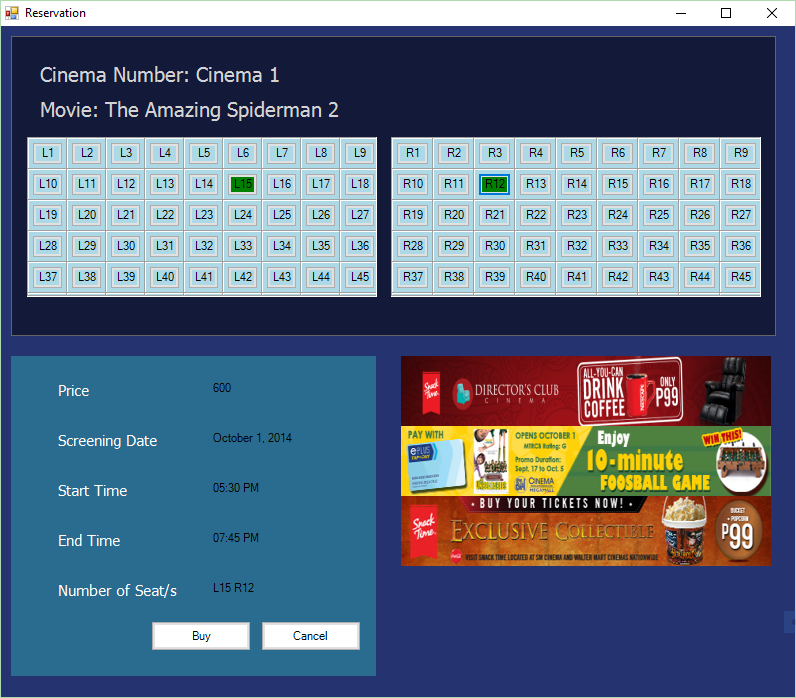 Reservation
Cinema Number: Cinema 1
Movie: The Amazing Spiderman 2
L1 L2 L3 L4 L5 L6 L7 L8 L9
L10 L11 L12 L13 L14 L15 L16 L17 L18
L19 L20 L21 L22 L23 L24 L25 L26 L27
L28 L29 L30 L31 L32 L33 L34 L35 L36
L37 L38 L39 L40 L41 L42 L43 L44 L45
R1 R2 R3 R4 R5 R6 R7 R8 R9
R10 R11 R12 R13 R14 R15 R16 R17 R18
R19 R20 R21 R22 R23 R24 R25 R26 R27
R28 R29 R30 R31 R32 R33 R34 R35 R36
R37 R38 R39 R40 R41 R42 R43 R44 R45
Price 600
Screening Date October 1, 2014
Start Time 05:30 PM
End Time 07:45 PM
Number of Seat/s L15 R12
Buy Cancel
Snack Time.
DIRECTOR'S CLUB
CINEMA
ALL-YOU-CAN
DRINK
COFFEE
NESCAFÉ
ONLY
P99
PAY WITH
OPENS OCTOBER 1
MTRCB Rating: G
Promo Duration:
Sept. 17 to Oct. 5
SM CINEMA
MEGAMALL
Enjoy
10-minute
FOOSBALL GAME
WIN THIS!
• BUY YOUR TICKETS NOW! •
Snack Time.
EXCLUSIVE COLLECTIBLE
VISIT SNACK TIME LOCATED AT SM CINEMA AND WALTER MART CINEMAS NATIONWIDE
BUCKET
+ POPCORN
P99